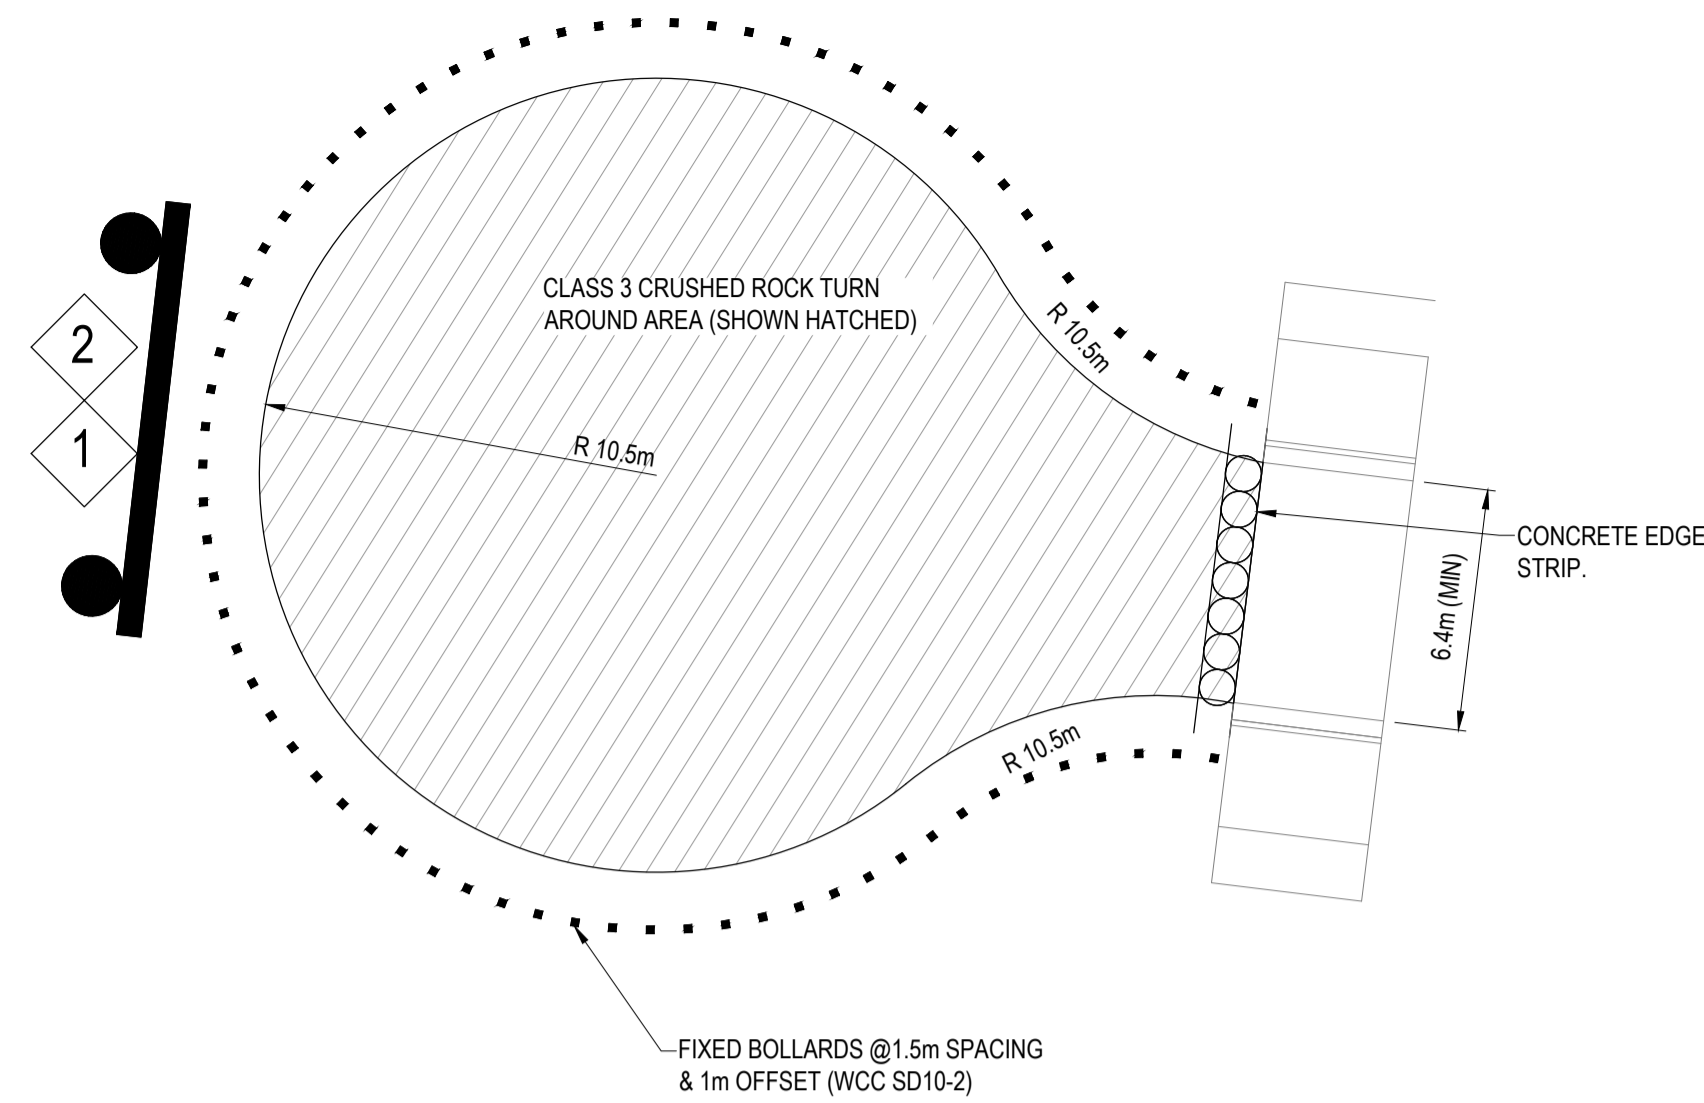 CLASS 3 CRUSHED ROCK TURN
AROUND AREA (SHOWN HATCHED)
R 10.5m
2
1
R 10.5m
CONCRETE EDGE
STRIP.
6.4m (MIN)
R 10.5m
FIXED BOLLARDS @1.5m SPACING
& 1m OFFSET (WCC SD10-2)